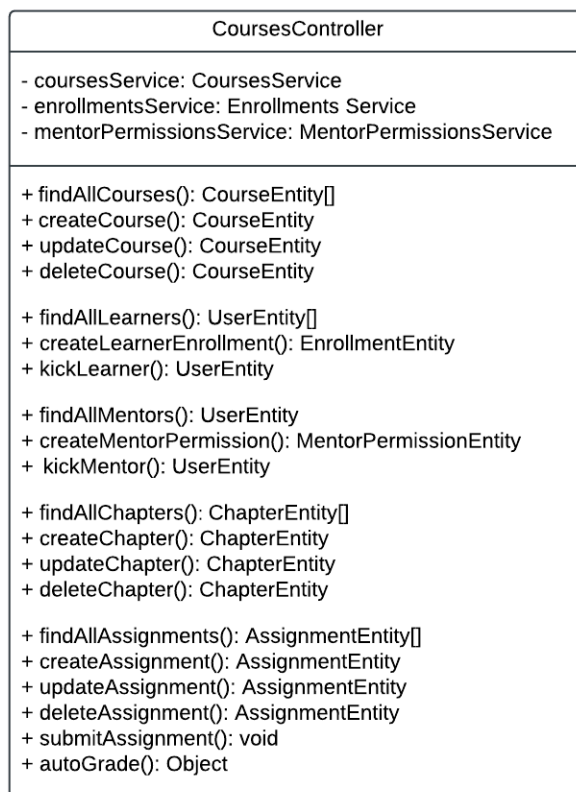 CoursesController
- coursesService: CoursesService
- enrollmentsService: Enrollments Service
- mentorPermissionsService: MentorPermissionsService
+ findAllCourses(): CourseEntity[]
+ createCourse(): CourseEntity
+ updateCourse(): CourseEntity
+ deleteCourse(): CourseEntity
+ findAllLearners(): UserEntity[]
+ createLearnerEnrollment(): EnrollmentEntity
+ kickLearner(): UserEntity
+ findAllMentors(): UserEntity
+ createMentorPermission(): MentorPermissionEntity
+ kickMentor(): UserEntity
+ findAllChapters(): ChapterEntity[]
+ createChapter(): ChapterEntity
+ updateChapter(): ChapterEntity
+ deleteChapter(): ChapterEntity
+ findAllAssignments(): AssignmentEntity[]
+ createAssignment(): AssignmentEntity
+ updateAssignment(): AssignmentEntity
+ deleteAssignment(): AssignmentEntity
+ submitAssignment(): void
+ autoGrade(): Object